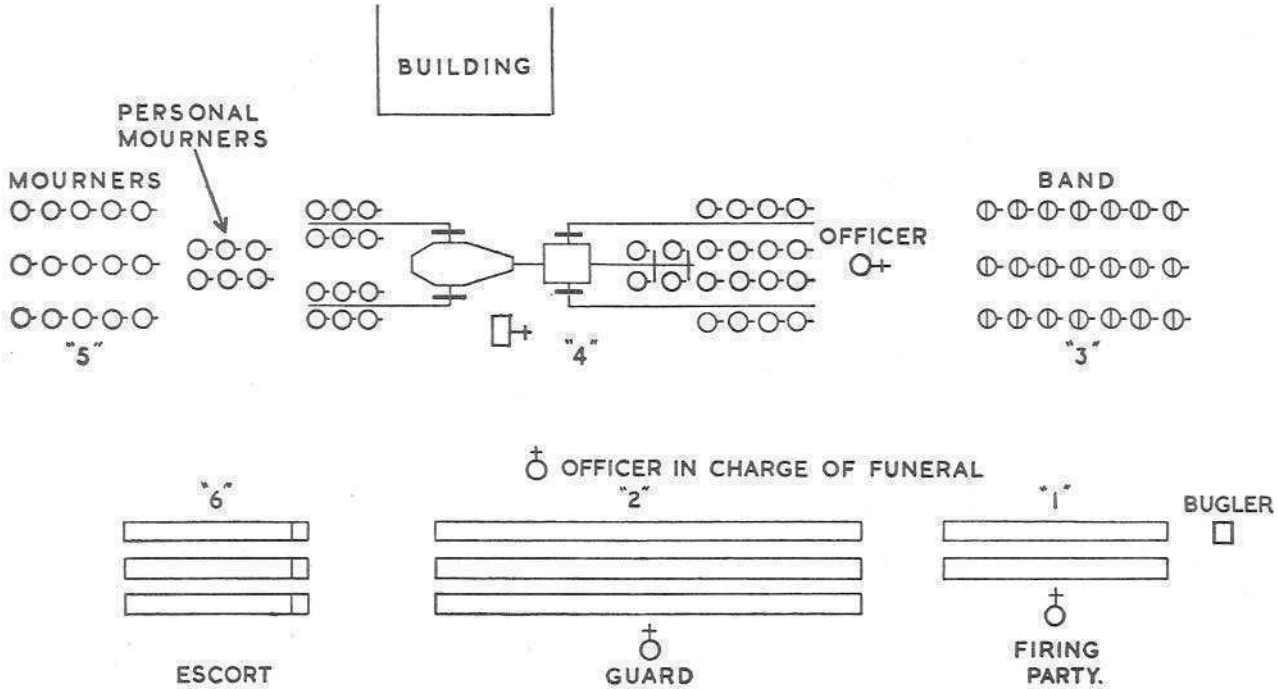 BUILDING
PERSONAL
MOURNERS
MOURNERS
BAND
OFFICER
"5"
"4"
"3"
OFFICER IN CHARGE OF FUNERAL
"6"
"2"
"1"
BUGLER
ESCORT
GUARD
FIRING
PARTY.